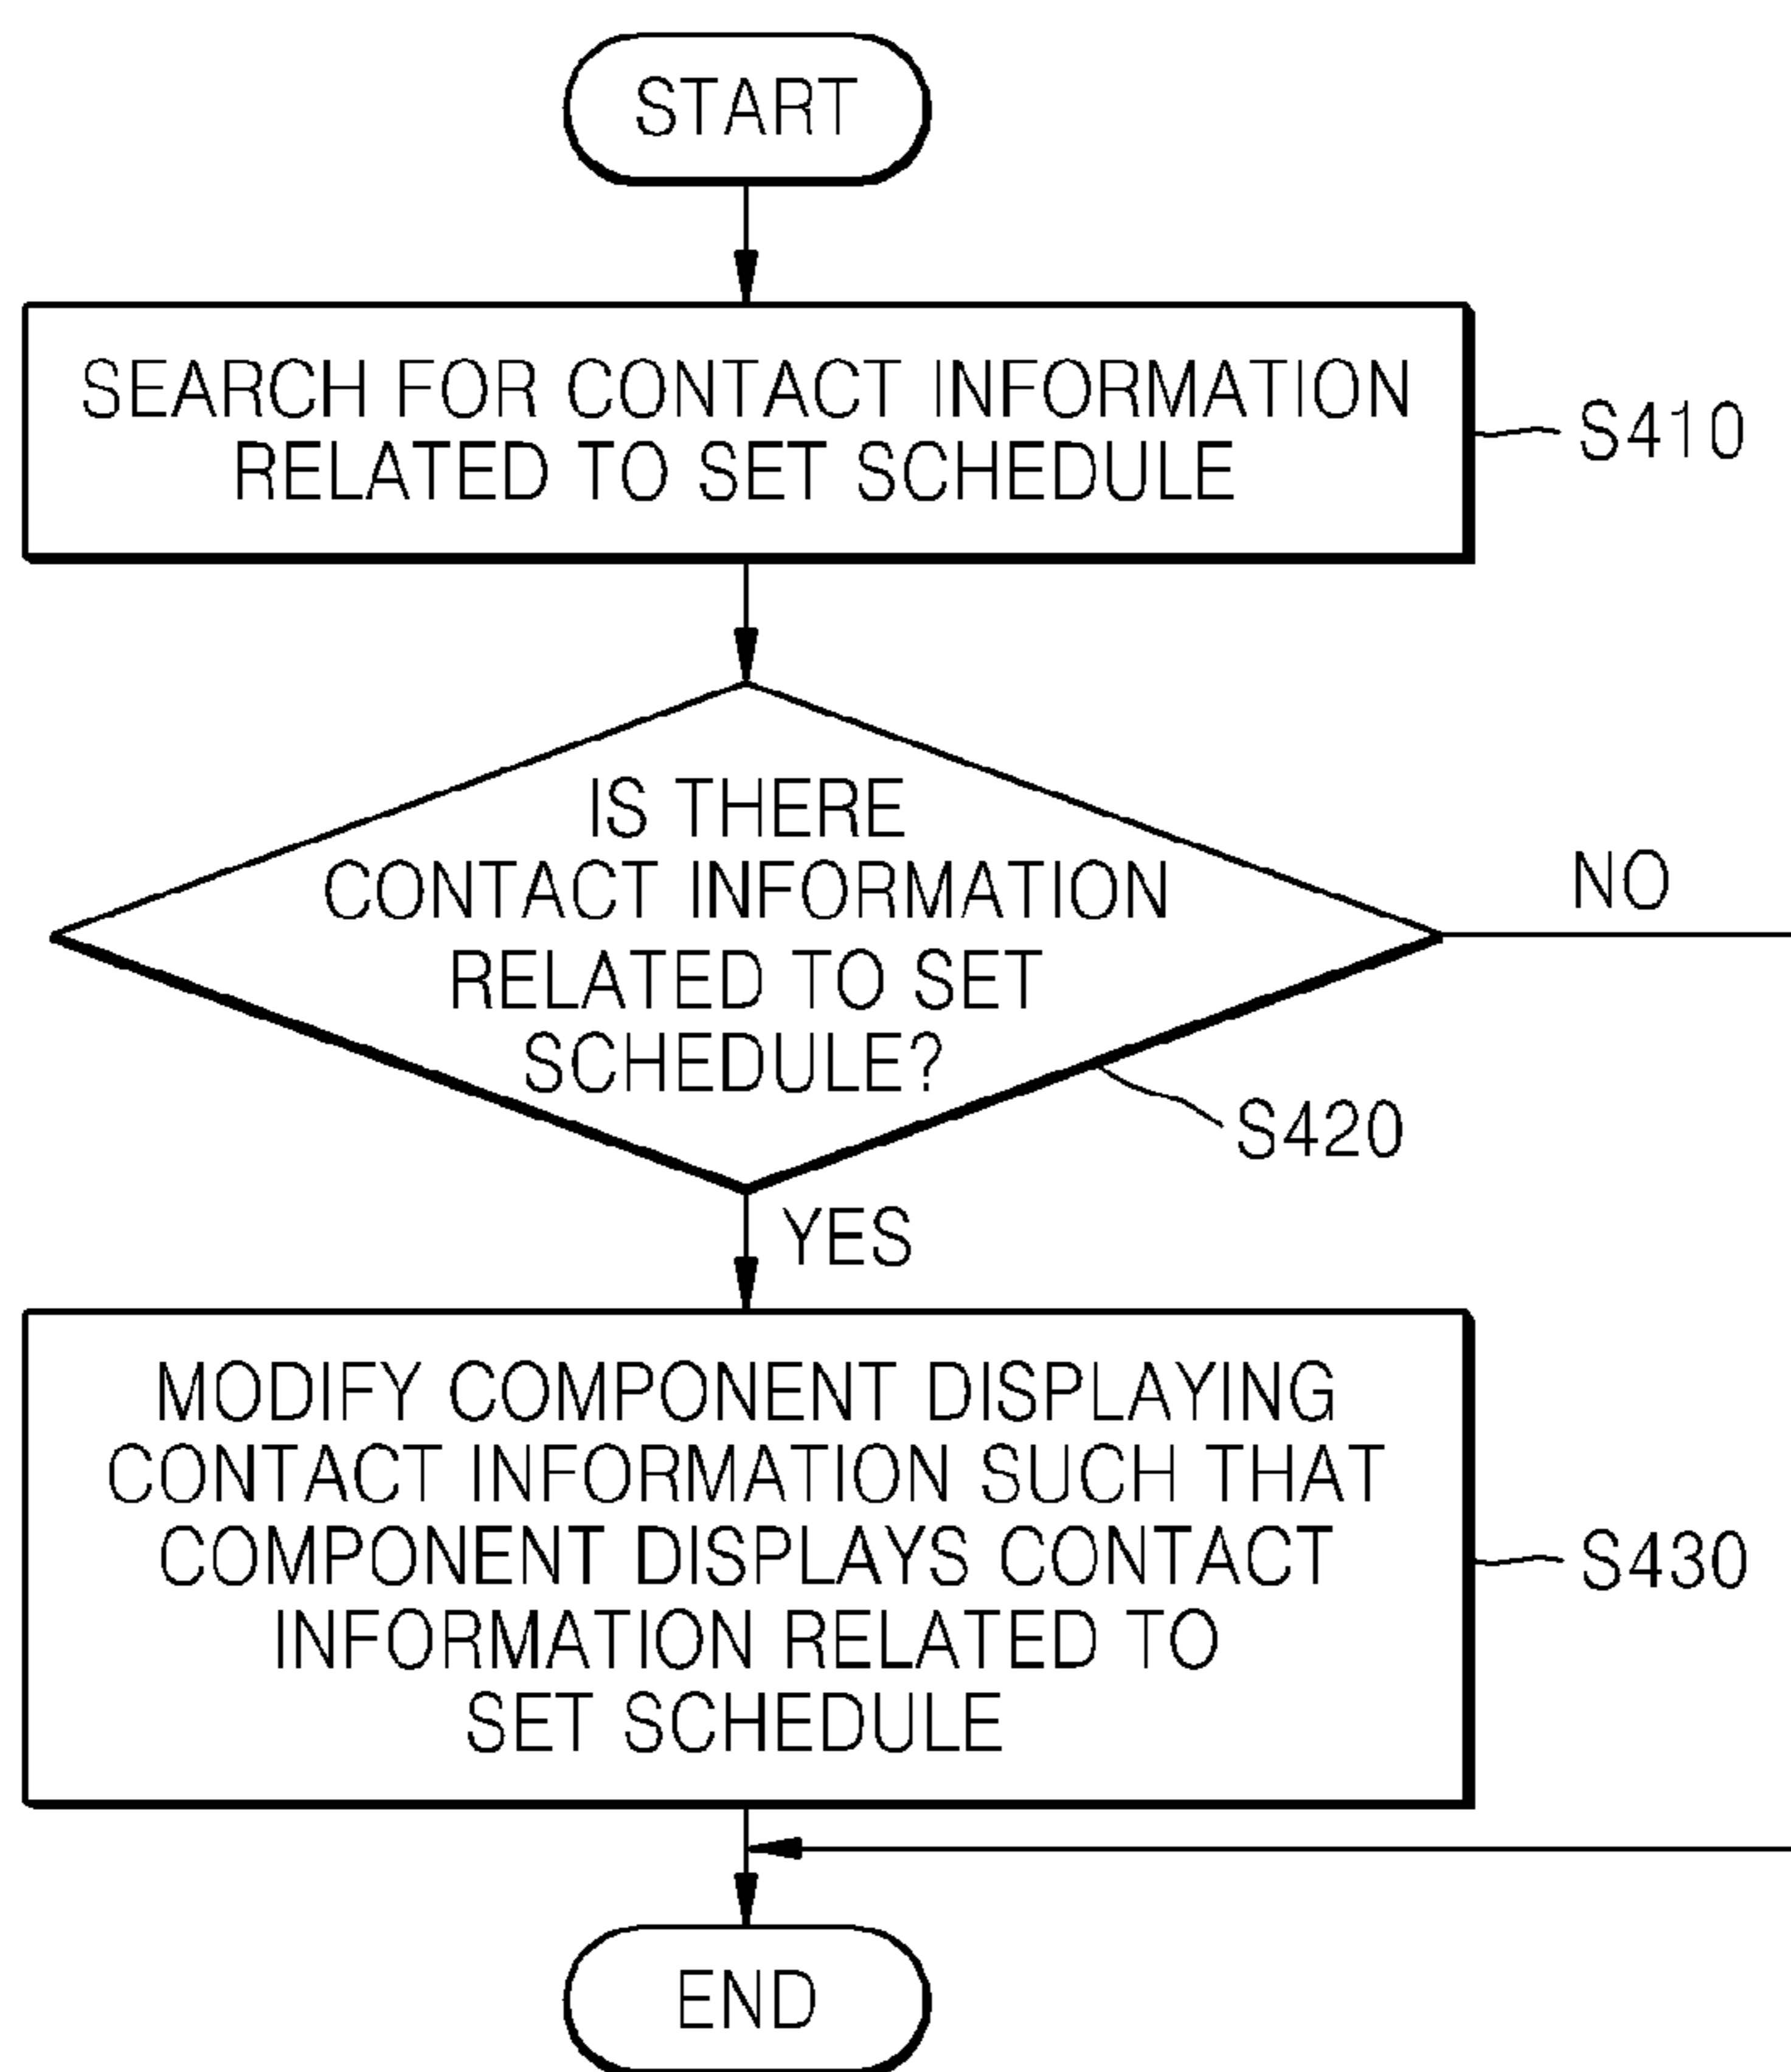 START
SEARCH FOR CONTACT INFORMATION
RELATED TO SET SCHEDULE
S410
IS THERE
CONTACT INFORMATION
RELATED TO SET
SCHEDULE?
NO
S420
YES
MODIFY COMPONENT DISPLAYING
CONTACT INFORMATION SUCH THAT
COMPONENT DISPLAYS CONTACT
INFORMATION RELATED TO
SET SCHEDULE
S430
END